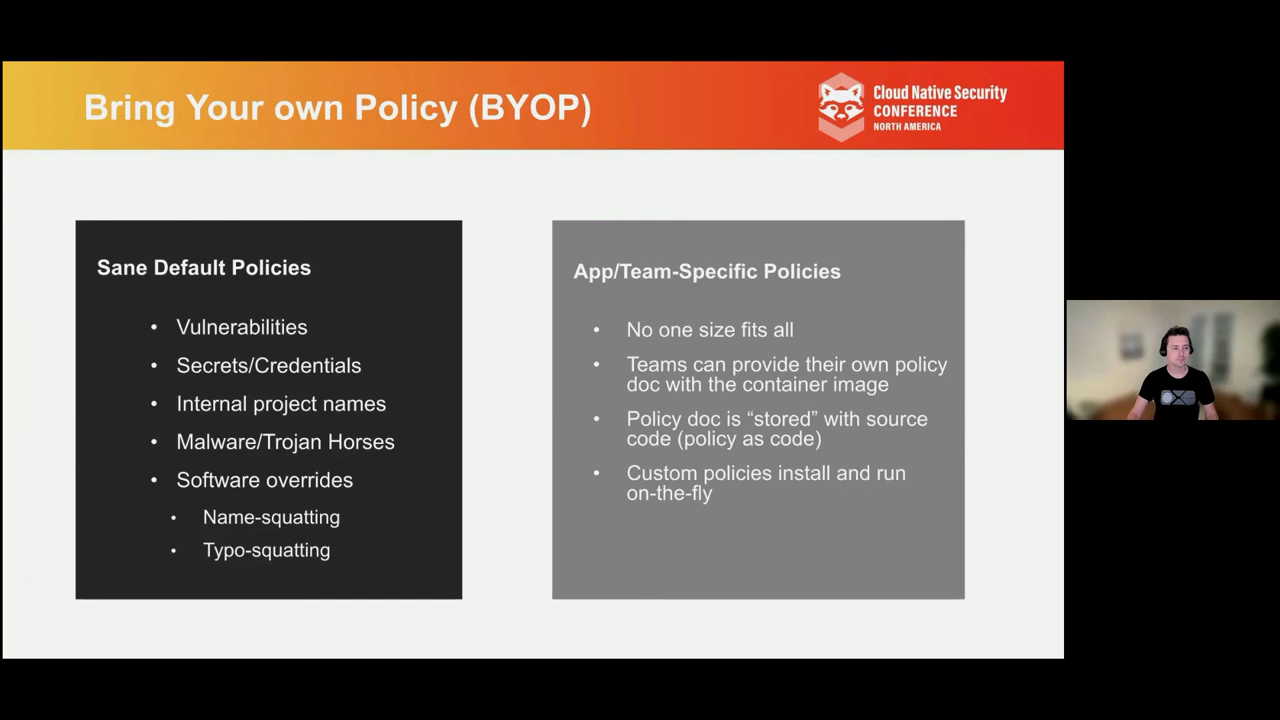 Bring Your own Policy (BYOP)
Cloud Native Security
CONFERENCE
NORTH AMERICA
Sane Default Policies
• Vulnerabilities
• Secrets/Credentials
• Internal project names
• Malware/Trojan Horses
• Software overrides
• Name-squatting
• Typo-squatting
App/Team-Specific Policies
• No one size fits all
• Teams can provide their own policy
doc with the container image
• Policy doc is “stored” with source
code (policy as code)
• Custom policies install and run
on-the-fly